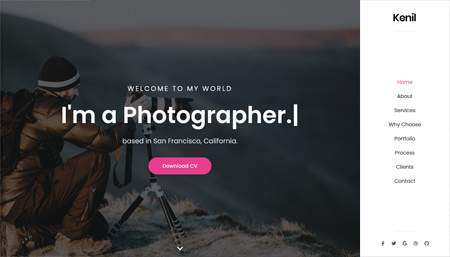 Kenil
WELCOME TO MY WORLD
I'm a Photographer.|
based in San Francisco, California.
Download CV
Home
About
Services
Why Choose
Portfolio
Process
Clients
Contact